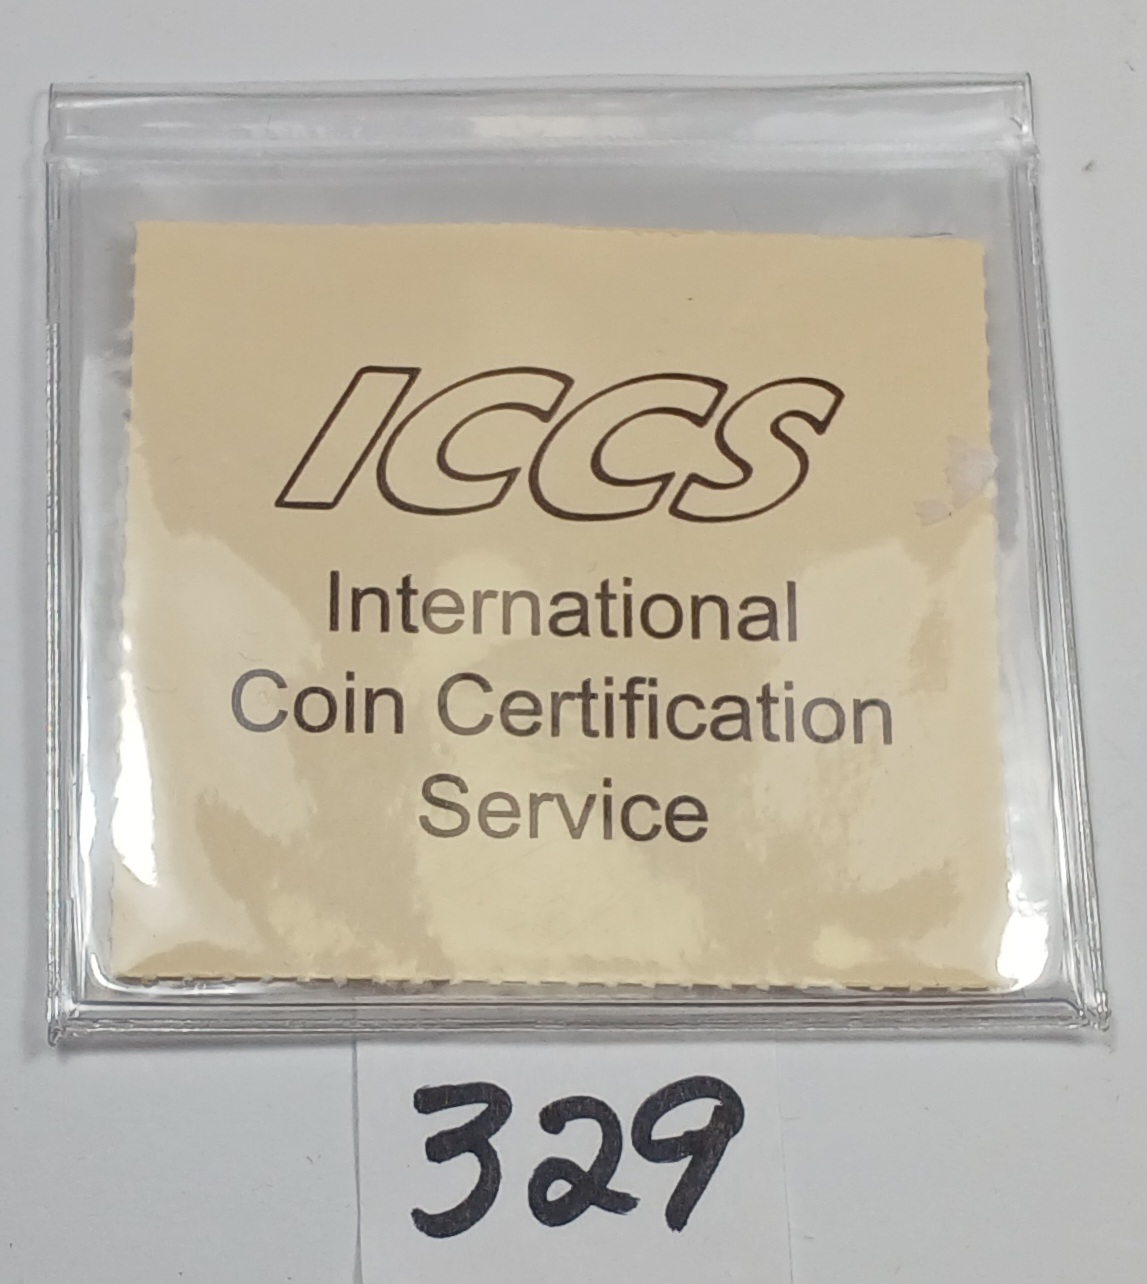 ICCS
International
Coin Certification
Service
329